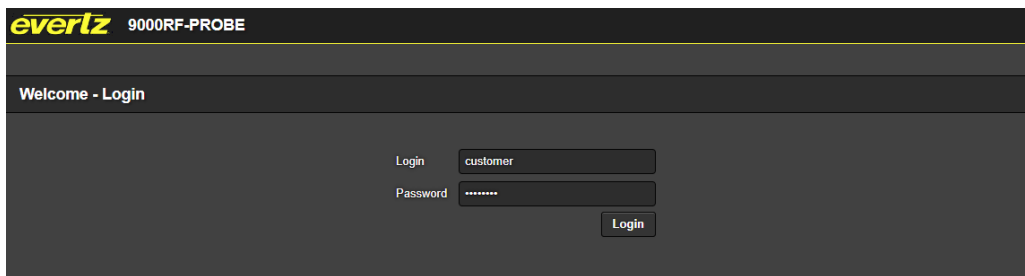 evertz 9000RF-PROBE
Welcome - Login
Login customer
Password ••••••••
Login